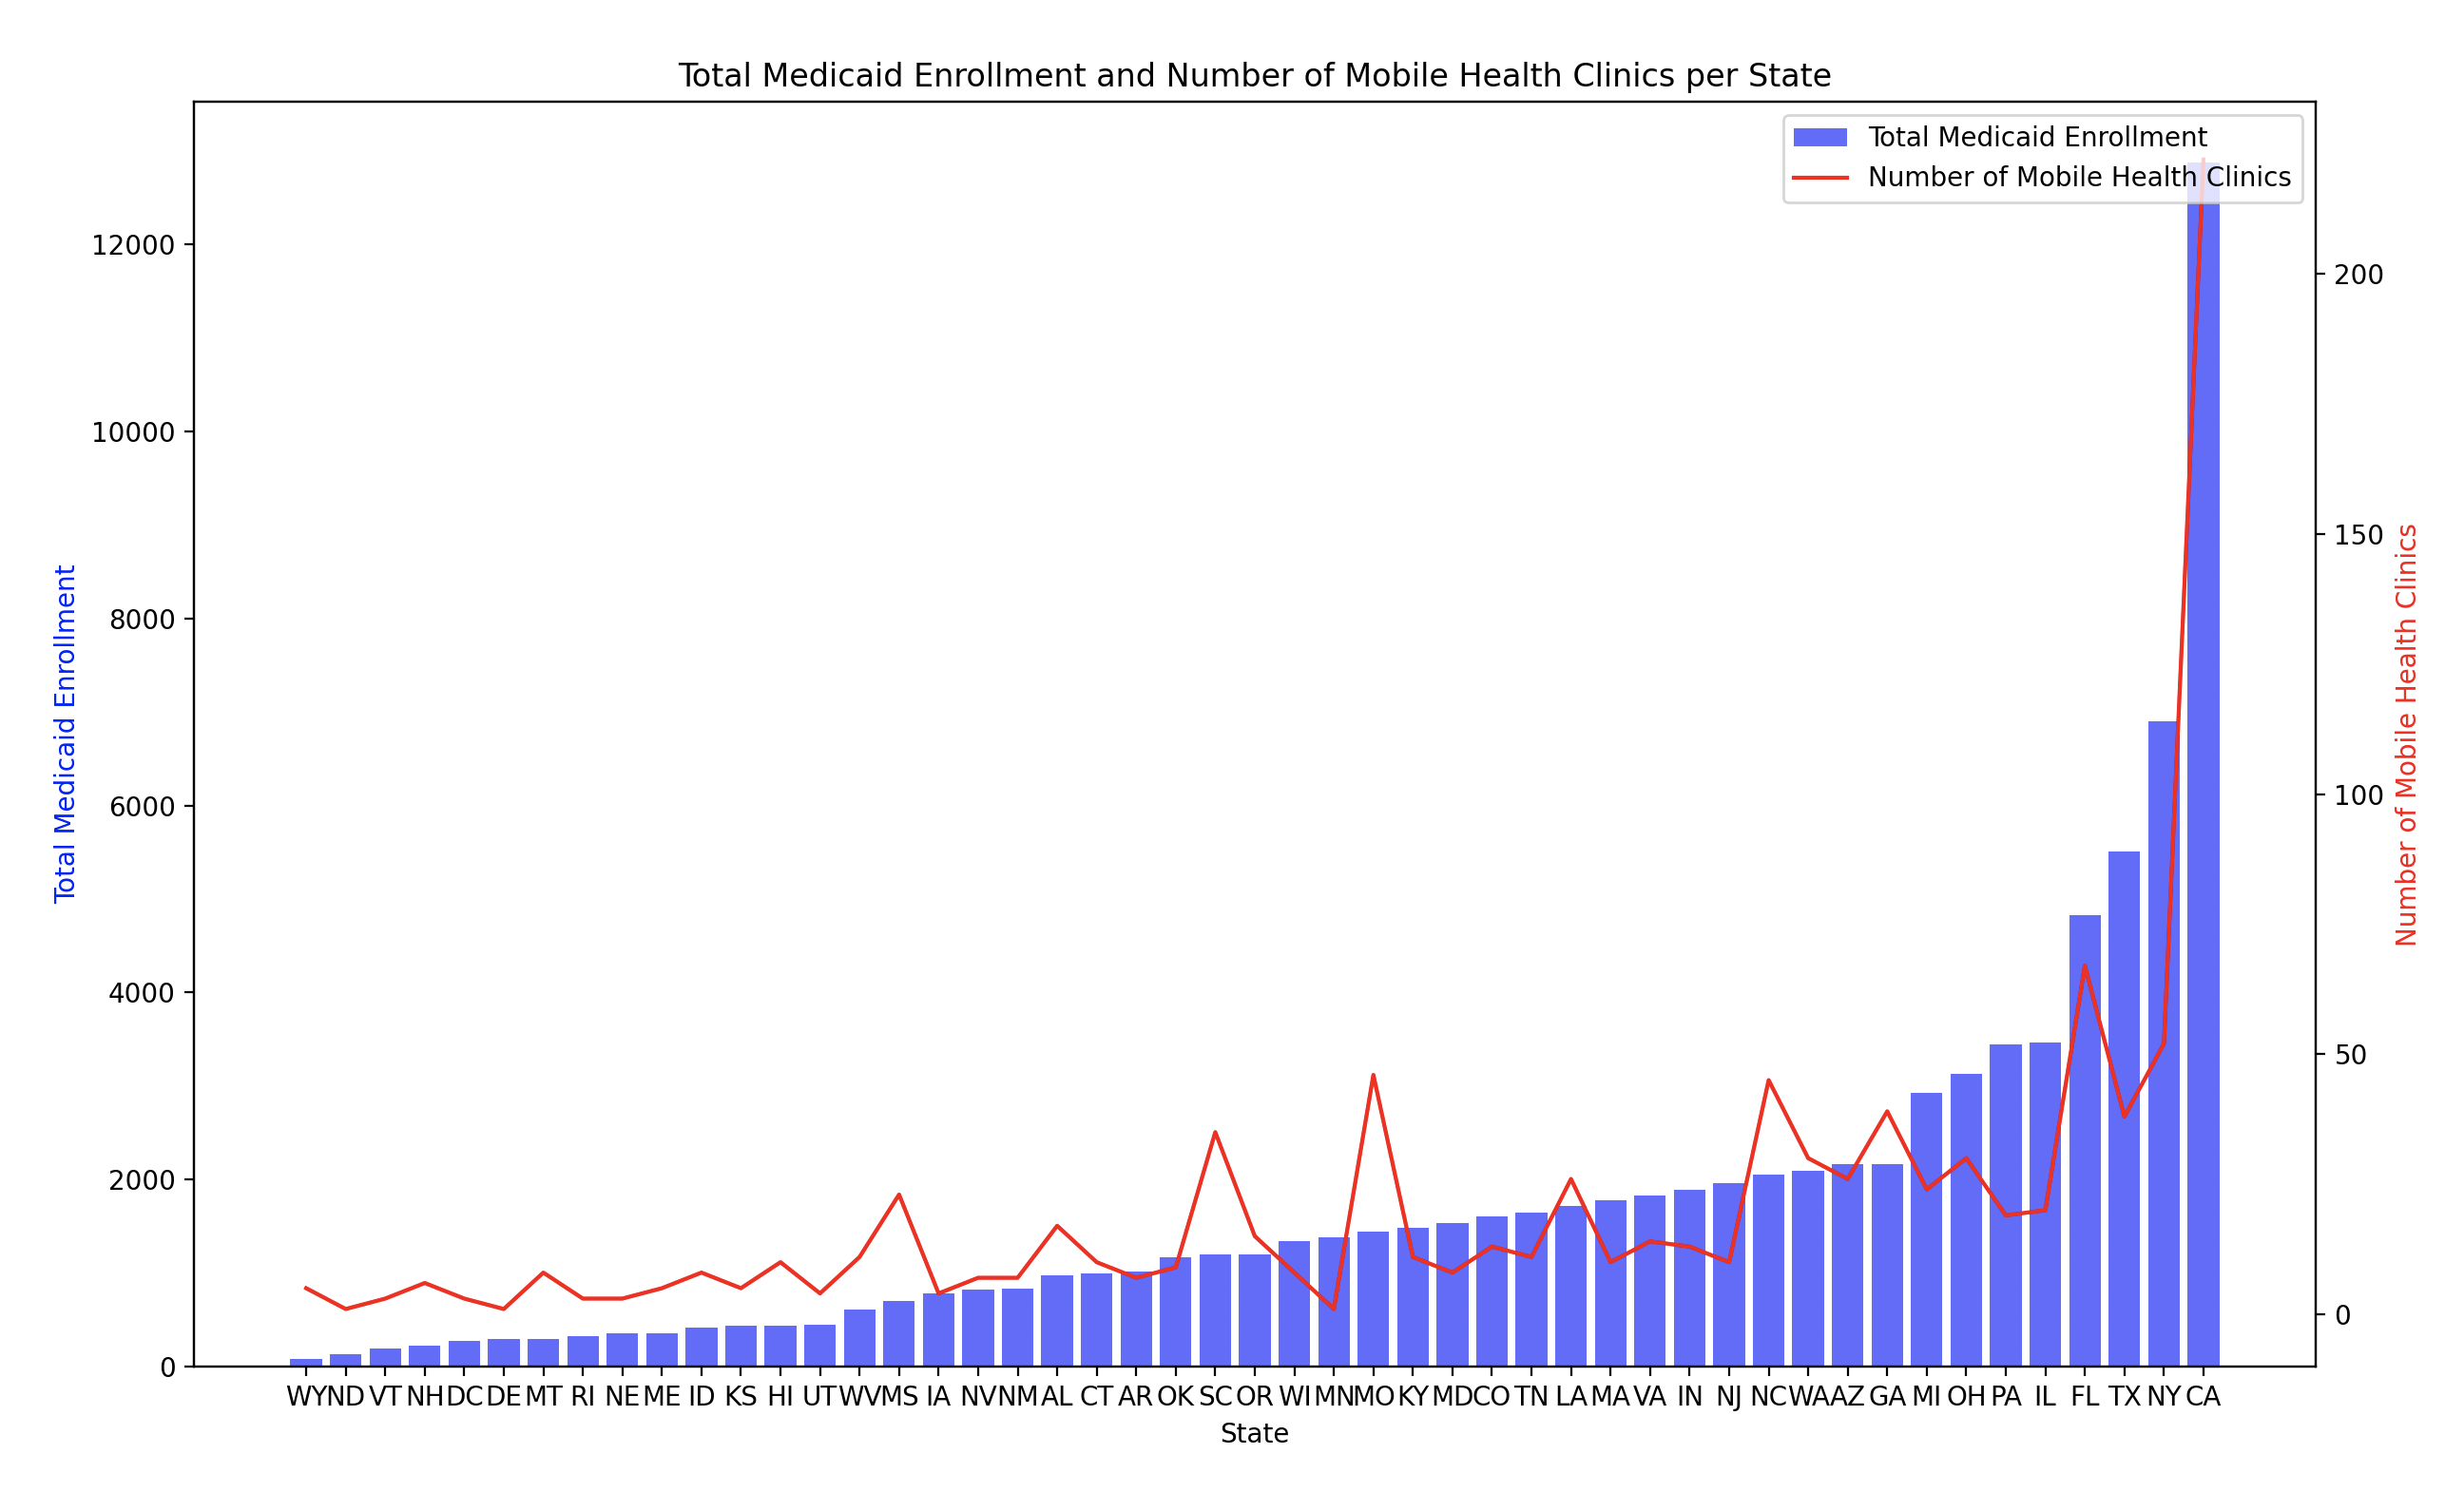 Total Medicaid Enrollment and Number of Mobile Health Clinics per State
Total Medicaid Enrollment
Number of Mobile Health Clinics
12000
10000
8000
6000
4000
2000
0
Total Medicaid Enrollment
200
150
100
50
0
Number of Mobile Health Clinics
WY ND VT NH DC DE MT RI NE ME ID KS HI UT WV MS IA NV NM AL CT AR OK SC OR WI MN MO KY MD CO TN LA MA VA IN NJ NC WA AZ GA MI OH PA IL FL TX NY CA
State